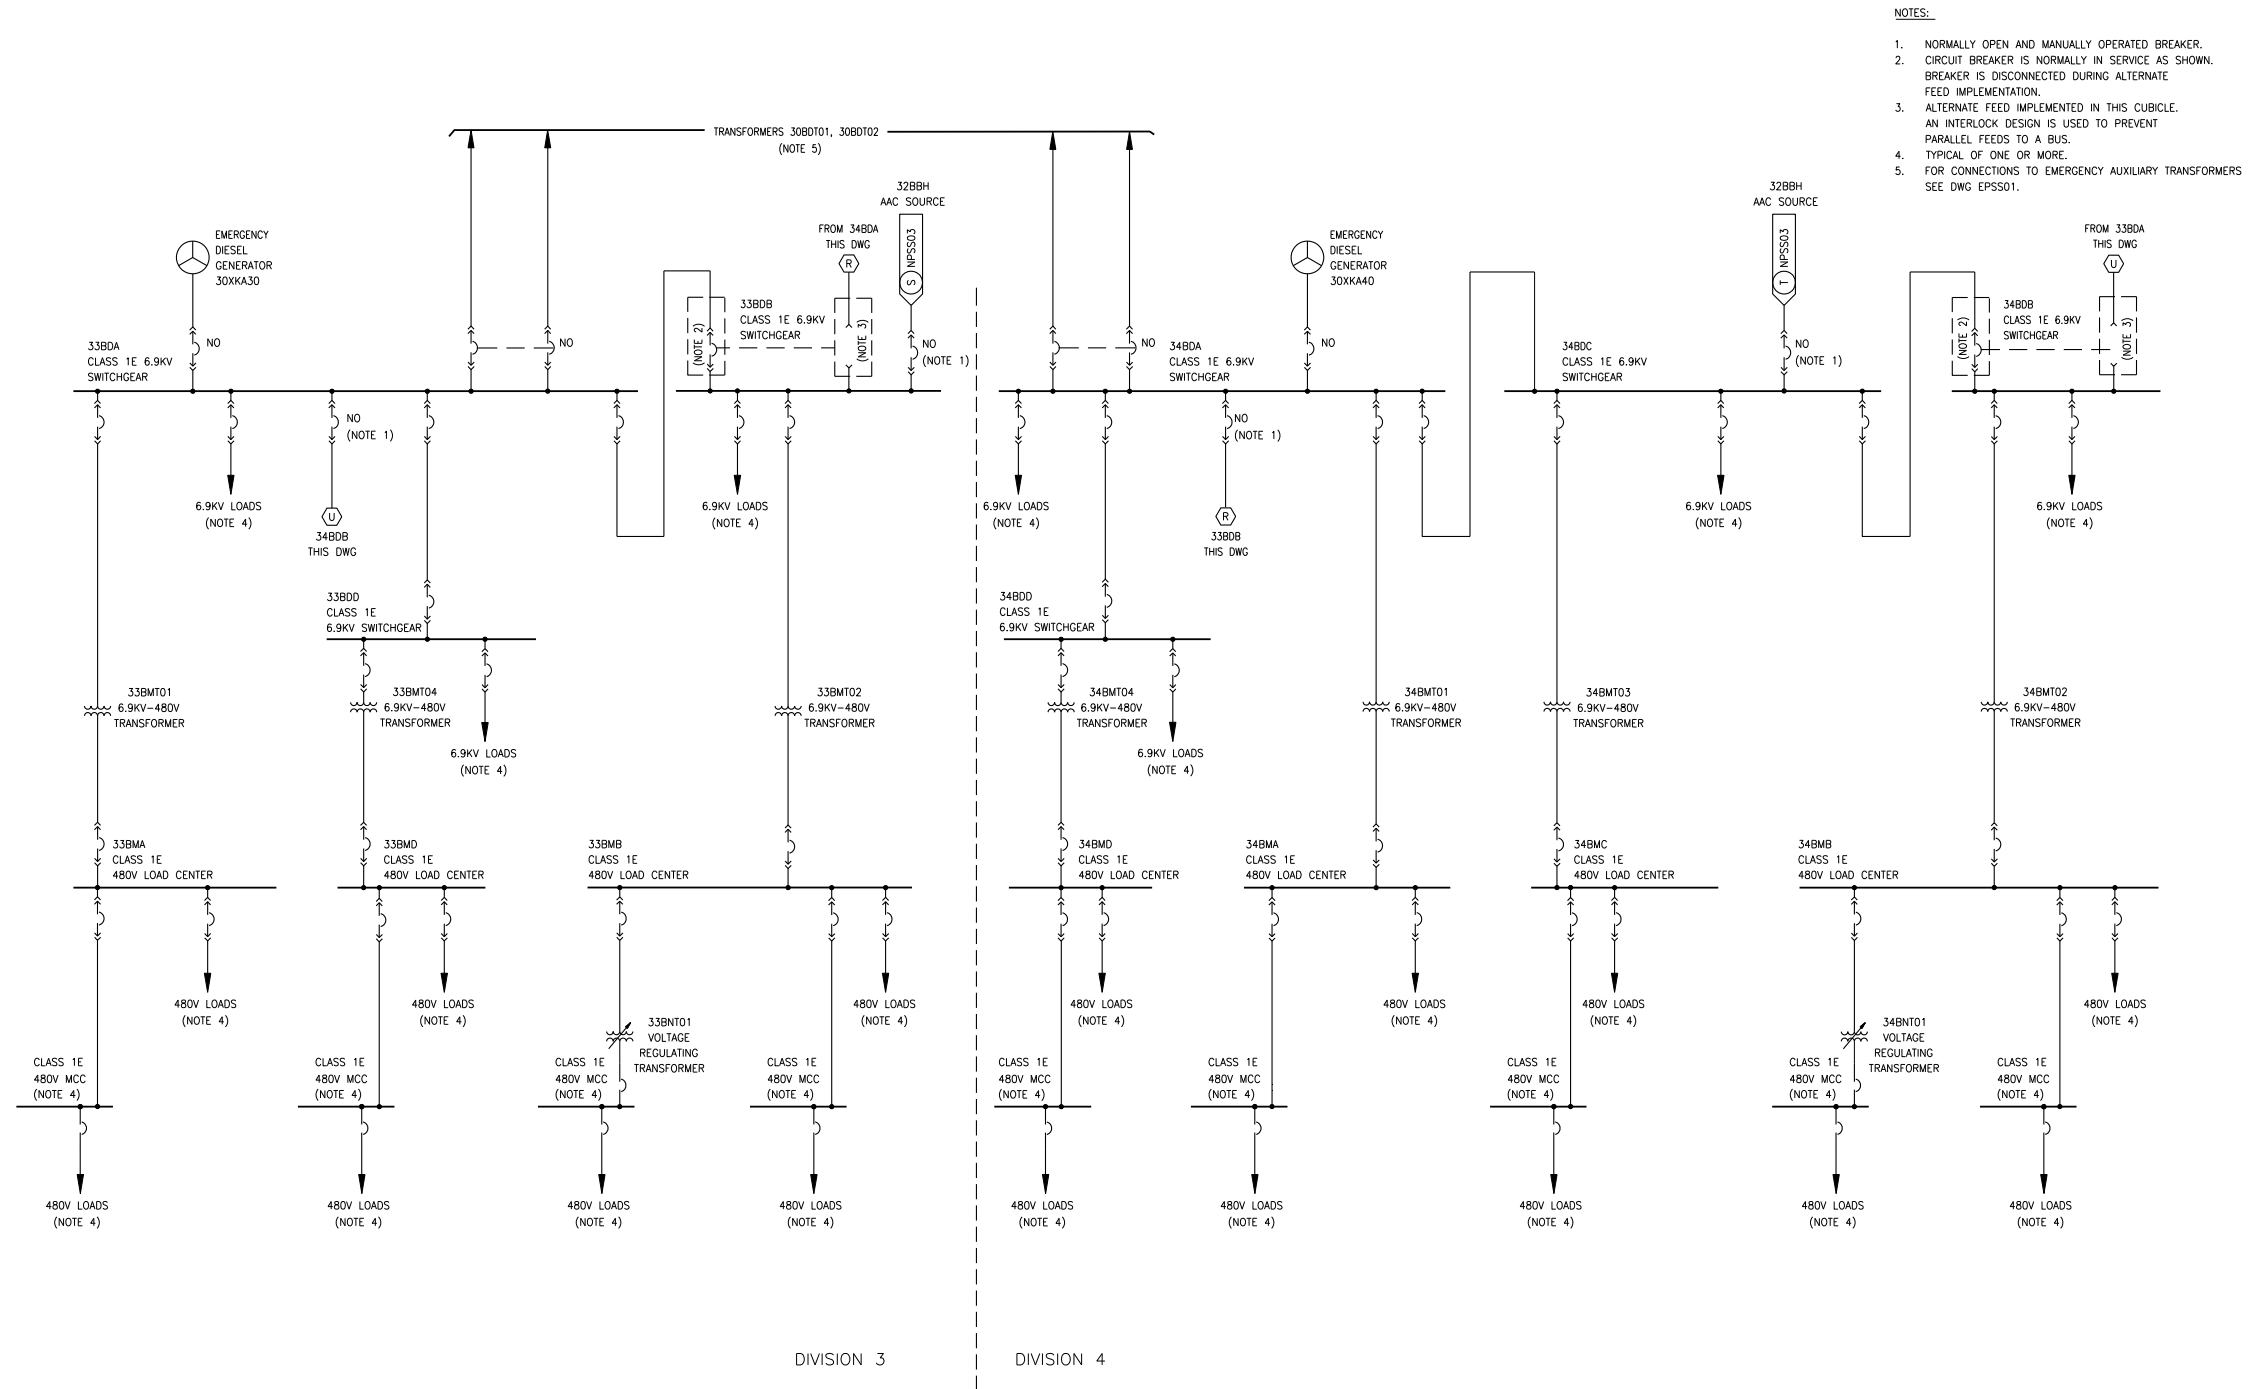 NOTES:
1. NORMALLY OPEN AND MANUALLY OPERATED BREAKER.
2. CIRCUIT BREAKER IS NORMALLY IN SERVICE AS SHOWN.
BREAKER IS DISCONNECTED DURING ALTERNATE
FEED IMPLEMENTATION.
3. ALTERNATE FEED IMPLEMENTED IN THIS CUBICLE.
AN INTERLOCK DESIGN IS USED TO PREVENT
PARALLEL FEEDS TO A BUS.
4. TYPICAL OF ONE OR MORE.
5. FOR CONNECTIONS TO EMERGENCY AUXILIARY TRANSFORMERS
SEE DWG EPSS01.
TRANSFORMERS 30BDT01, 30BDT02
(NOTE 5)
EMERGENCY
DIESEL
GENERATOR
30XKA30
NO
33BDA
CLASS 1E 6.9KV
SWITCHGEAR
NO
(NOTE 2)
33BDB
CLASS 1E 6.9KV
SWITCHGEAR
FROM 34BDA
THIS DWG
R
(NOTE 3)
32BBH
AAC SOURCE
NPSS03
S
NO
(NOTE 1)
NO
34BDA
CLASS 1E 6.9KV
SWITCHGEAR
EMERGENCY
DIESEL
GENERATOR
30XKA40
NO
34BDC
CLASS 1E 6.9KV
SWITCHGEAR
32BBH
AAC SOURCE
NPSS03
T
NO
(NOTE 1)
(NOTE 2)
34BDB
CLASS 1E 6.9KV
SWITCHGEAR
FROM 33BDA
THIS DWG
U
(NOTE 3)
6.9KV LOADS
(NOTE 4)
NO
(NOTE 1)
U
34BDB
THIS DWG
6.9KV LOADS
(NOTE 4)
6.9KV LOADS
(NOTE 4)
NO
(NOTE 1)
R
33BDB
THIS DWG
6.9KV LOADS
(NOTE 4)
6.9KV LOADS
(NOTE 4)
33BDD
CLASS 1E
6.9KV SWITCHGEAR
34BDD
CLASS 1E
6.9KV SWITCHGEAR
33BMT01
6.9KV-480V
TRANSFORMER
33BMT04
6.9KV-480V
TRANSFORMER
6.9KV LOADS
(NOTE 4)
33BMT02
6.9KV-480V
TRANSFORMER
34BMT04
6.9KV-480V
TRANSFORMER
6.9KV LOADS
(NOTE 4)
34BMT01
6.9KV-480V
TRANSFORMER
34BMT03
6.9KV-480V
TRANSFORMER
34BMT02
6.9KV-480V
TRANSFORMER
33BMA
CLASS 1E
480V LOAD CENTER
33BMD
CLASS 1E
480V LOAD CENTER
33BMB
CLASS 1E
480V LOAD CENTER
34BMD
CLASS 1E
480V LOAD CENTER
34BMA
CLASS 1E
480V LOAD CENTER
34BMC
CLASS 1E
480V LOAD CENTER
34BMB
CLASS 1E
480V LOAD CENTER
480V LOADS
(NOTE 4)
480V LOADS
(NOTE 4)
480V LOADS
(NOTE 4)
480V LOADS
(NOTE 4)
480V LOADS
(NOTE 4)
480V LOADS
(NOTE 4)
480V LOADS
(NOTE 4)
33BNT01
VOLTAGE
REGULATING
TRANSFORMER
34BNT01
VOLTAGE
REGULATING
TRANSFORMER
CLASS 1E
480V MCC
(NOTE 4)
CLASS 1E
480V MCC
(NOTE 4)
CLASS 1E
480V MCC
(NOTE 4)
CLASS 1E
480V MCC
(NOTE 4)
CLASS 1E
480V MCC
(NOTE 4)
CLASS 1E
480V MCC
(NOTE 4)
CLASS 1E
480V MCC
(NOTE 4)
CLASS 1E
480V MCC
(NOTE 4)
CLASS 1E
480V MCC
(NOTE 4)
480V LOADS
(NOTE 4)
480V LOADS
(NOTE 4)
480V LOADS
(NOTE 4)
480V LOADS
(NOTE 4)
480V LOADS
(NOTE 4)
480V LOADS
(NOTE 4)
480V LOADS
(NOTE 4)
480V LOADS
(NOTE 4)
480V LOADS
(NOTE 4)
DIVISION 3
DIVISION 4